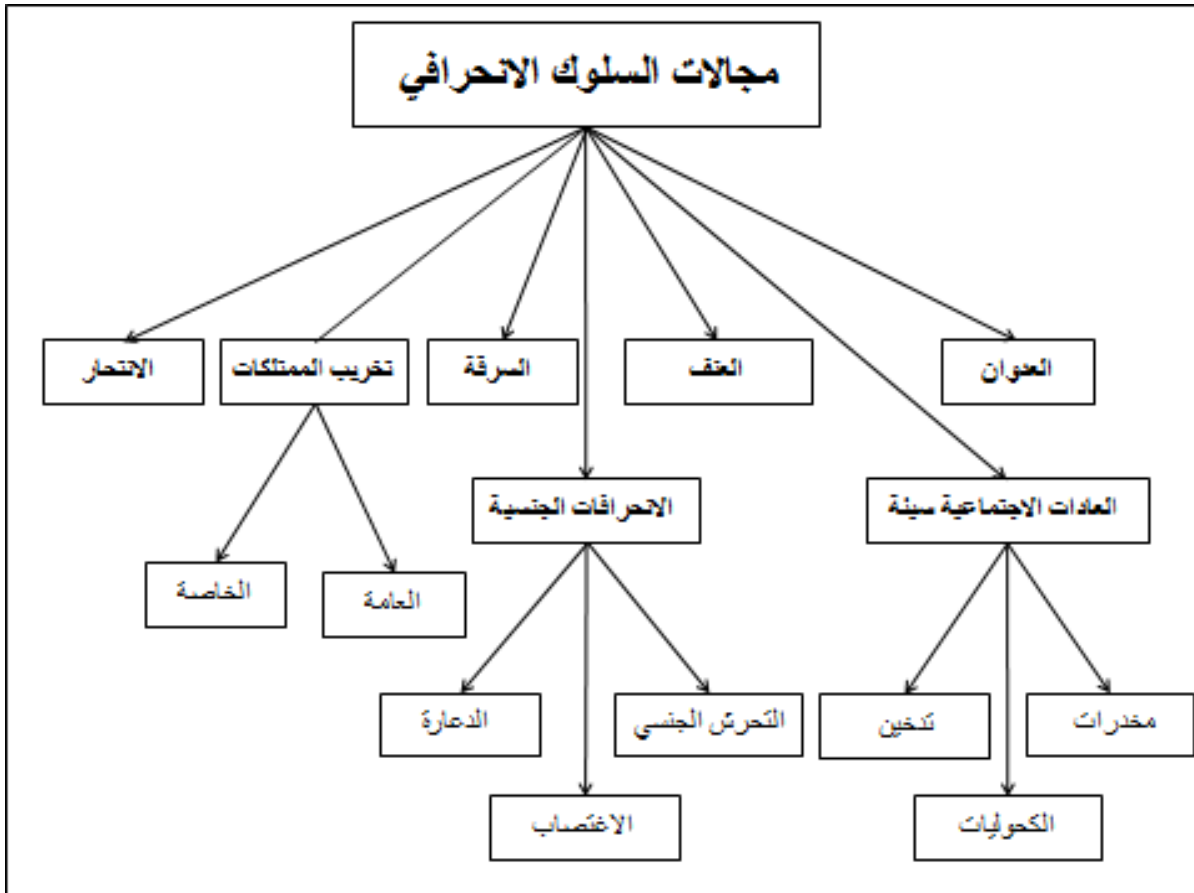 مجالات السلوك الانحرافي
العدوان
العنف
السرقة
تخريب الممتلكات
الانتحار
العادات الاجتماعية سيئة
الانحرافات الجنسية
العامة
الخاصة
مخدرات
تدخين
التحرش الجنسي
الدعارة
الكحوليات
الاغتصاب